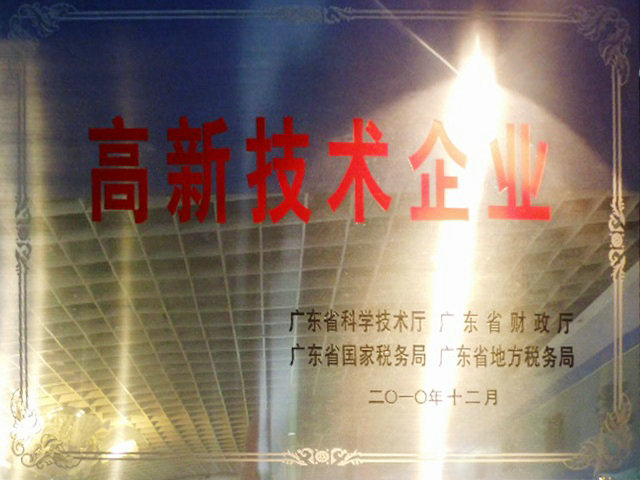 高新技术企业
广东省科学技术厅 广东省财政厅
广东省国家税务局 广东省地方税务局
二〇一〇年十二月